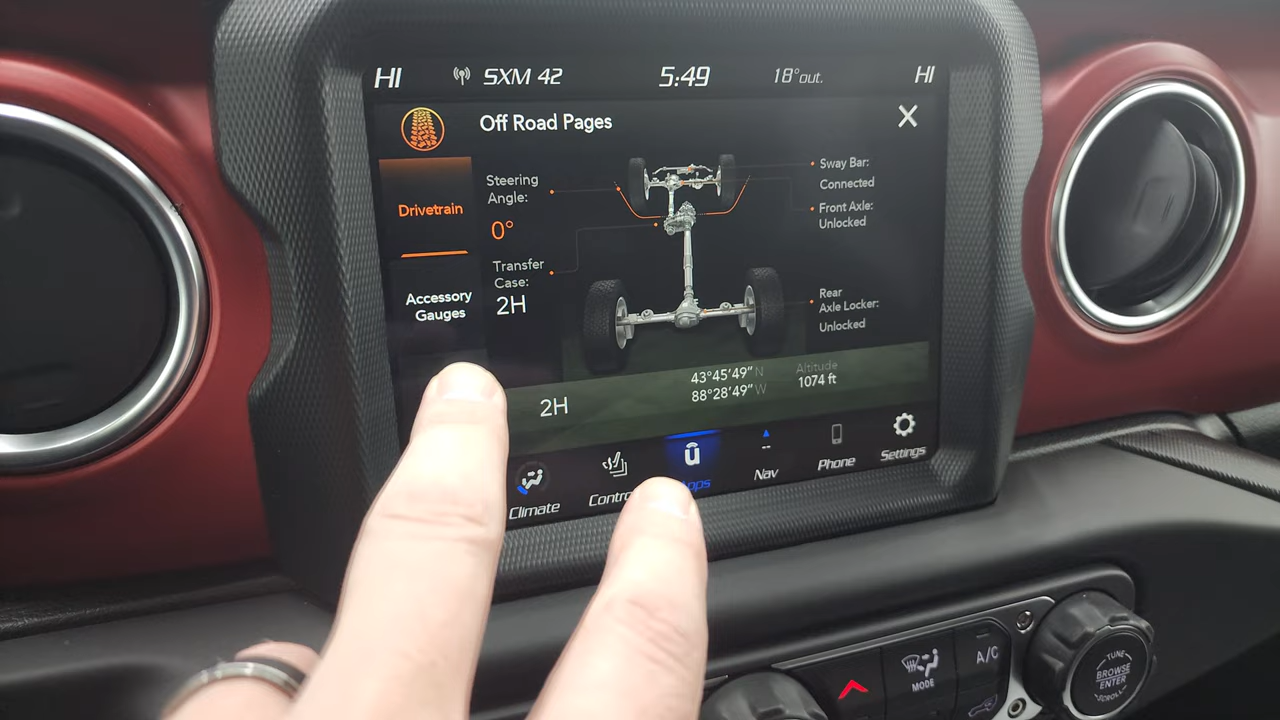 HI SXM 42 5:49 18°out. HI
Off Road Pages X
Drivetrain
Accessory
Gauges
Steering
Angle:
0°
Transfer
Case:
2H
Sway Bar:
Connected
Front Axle:
Unlocked
Rear
Axle Locker:
Unlocked
2H
43°45'49" N
88°28'49" W
Altitude
1074 ft
Climate
Nav
Phone
Settings
MODE
A/C
TUNE
BROWSE
ENTER
SCROLL